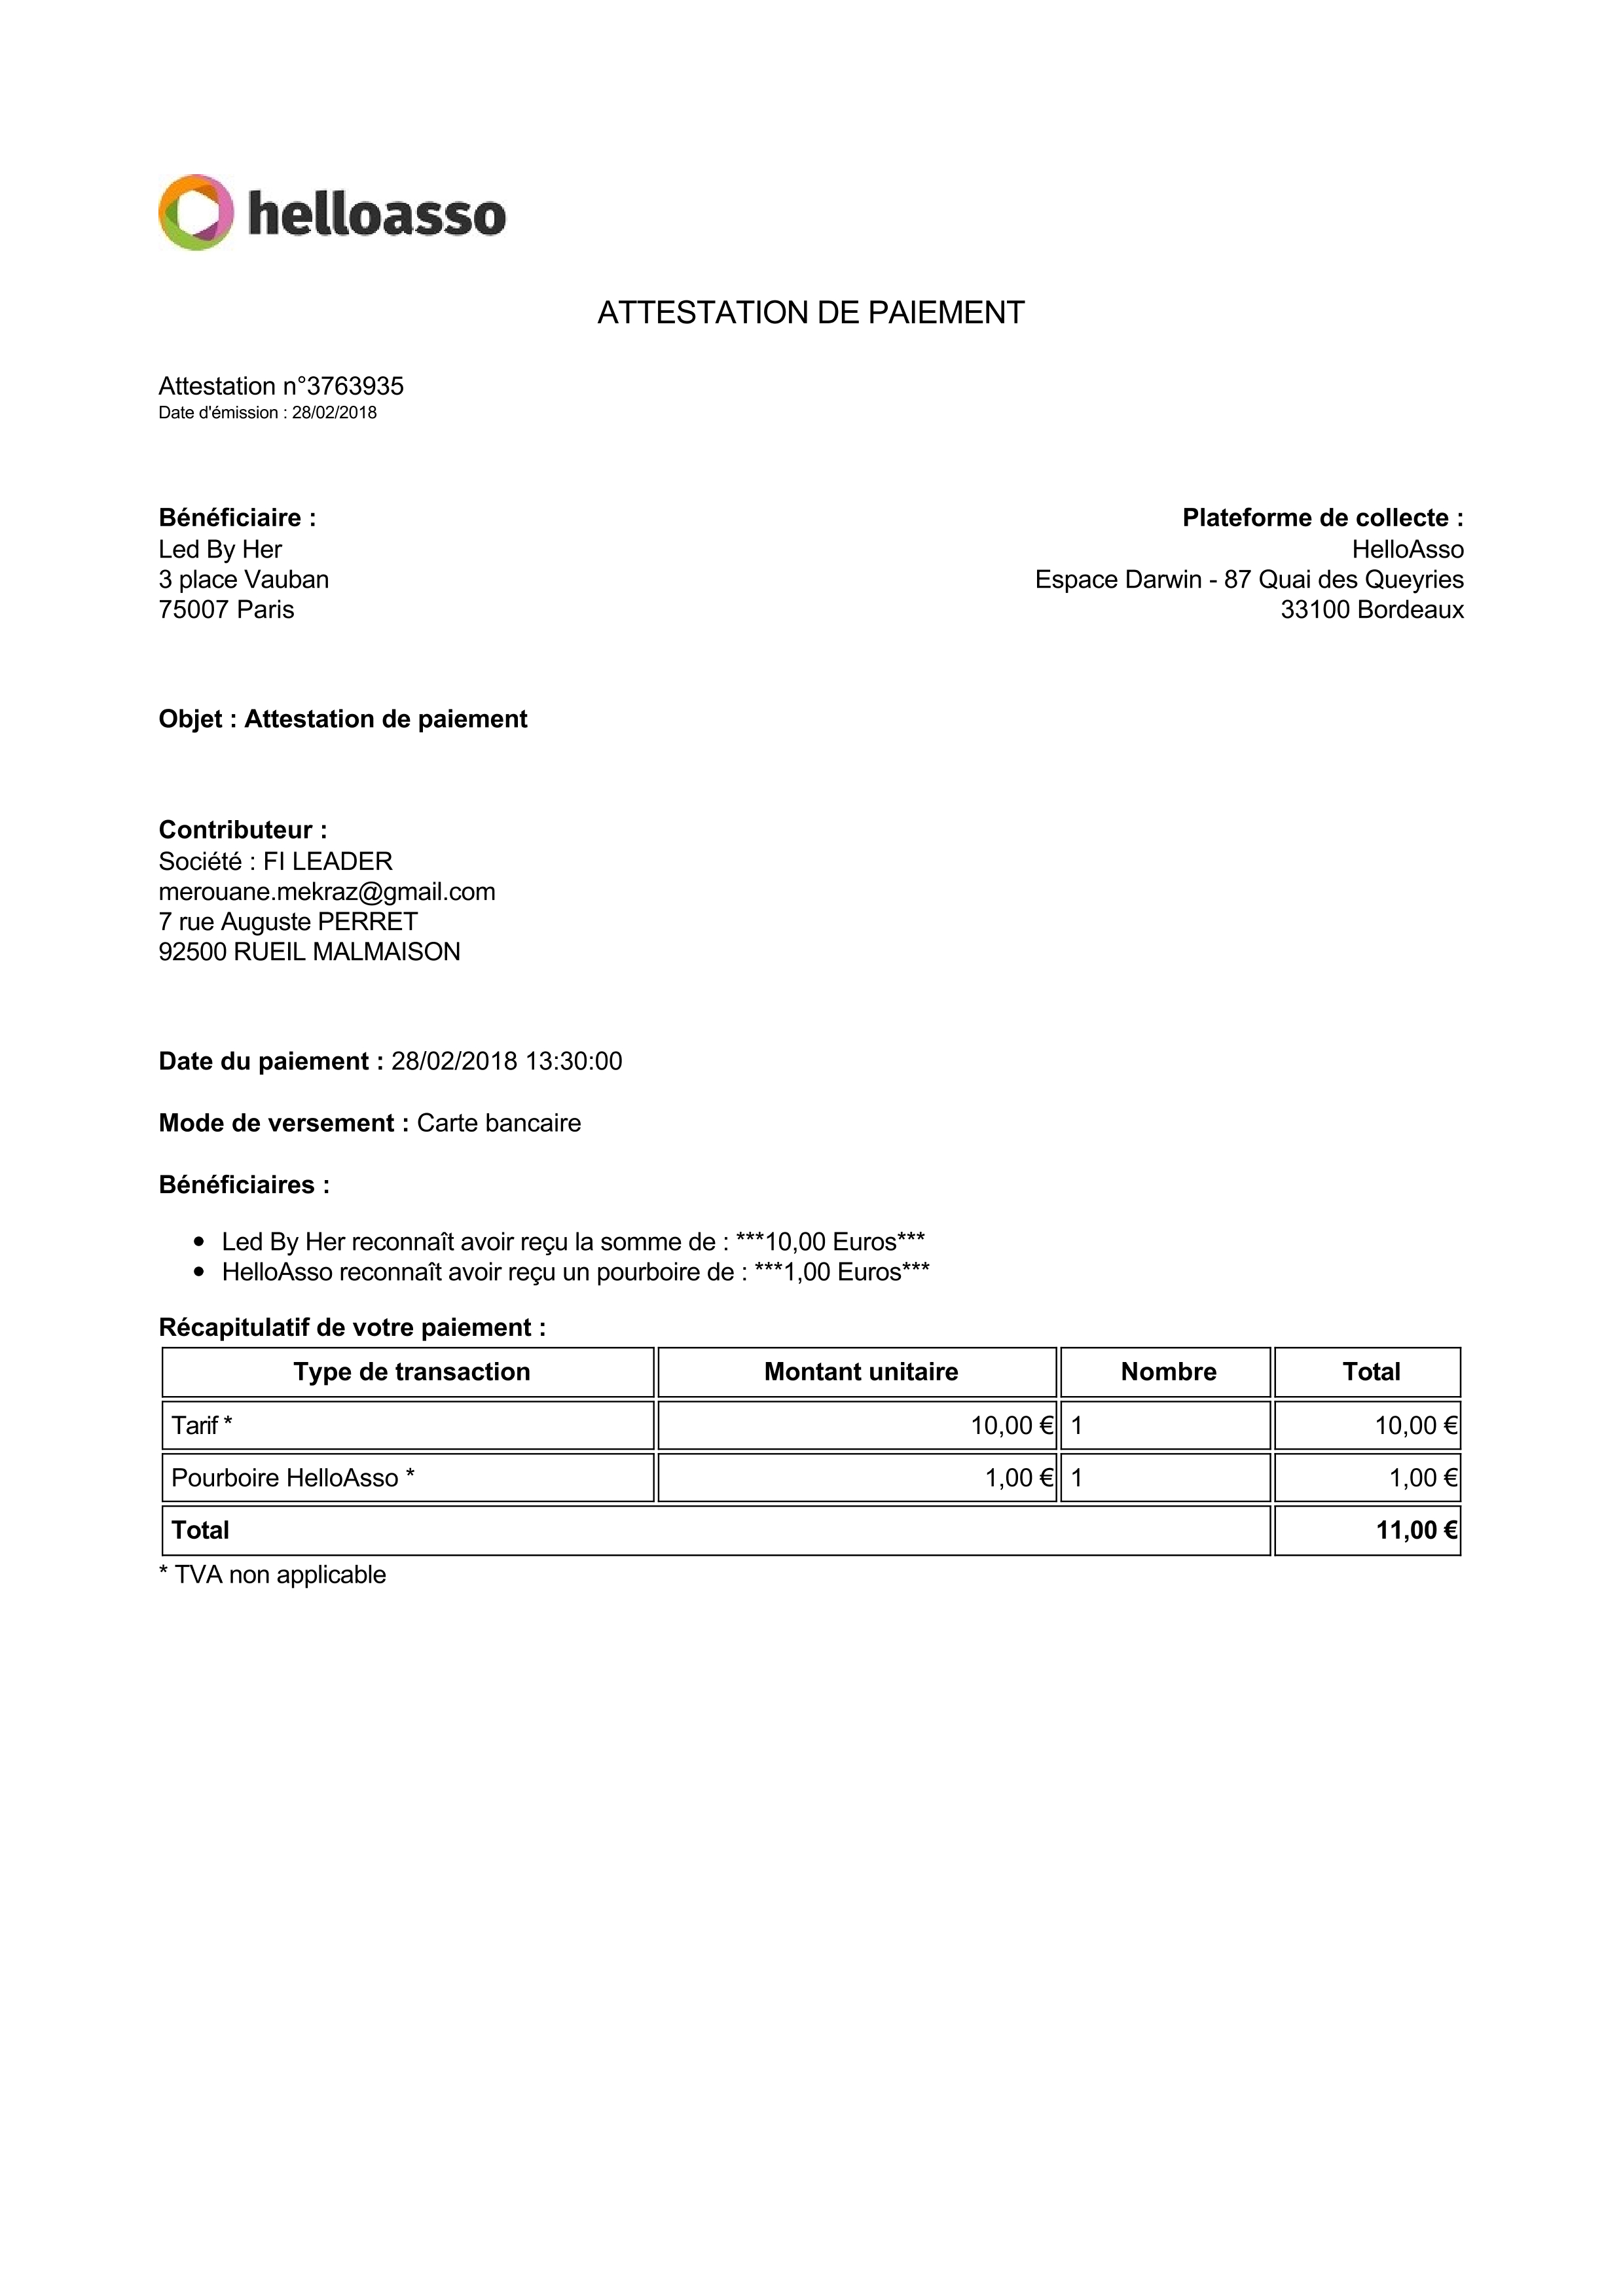 helloasso
ATTESTATION DE PAIEMENT
Attestation n°3763935
Date d'émission : 28/02/2018
Bénéficiaire :
Led By Her
3 place Vauban
75007 Paris
Plateforme de collecte :
HelloAsso
Espace Darwin - 87 Quai des Queyries
33100 Bordeaux
Objet : Attestation de paiement
Contributeur :
Société : FI LEADER
merouane.mekraz@gmail.com
7 rue Auguste PERRET
92500 RUEIL MALMAISON
Date du paiement : 28/02/2018 13:30:00
Mode de versement : Carte bancaire
Bénéficiaires :
• Led By Her reconnaît avoir reçu la somme de : ***10,00 Euros***
• HelloAsso reconnaît avoir reçu un pourboire de : ***1,00 Euros***
Récapitulatif de votre paiement :
Type de transaction Montant unitaire Nombre Total
Tarif * 10,00 € 1 10,00 €
Pourboire HelloAsso * 1,00 € 1 1,00 €
Total 11,00 €
* TVA non applicable